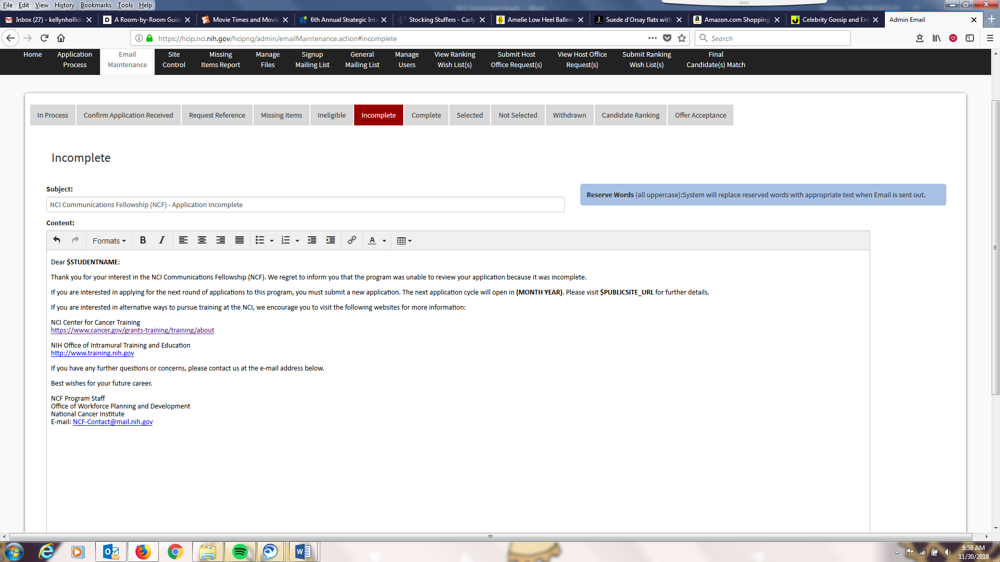 File Edit View History Bookmarks Tools Help
Inbox (27) - kellynhollida
A Room-by-Room Guid
Movie Times and Movie
6th Annual Strategic Inte
Stocking Stuffers - Carly
Amelie Low Heel Balleri
Suede d'Orsay flats with
Amazon.com Shopping
Celebrity Gossip and Ent
Admin Email
https://hcip.nci.nih.gov/hcipng/admin/emailMaintenance.action#incomplete
Search
Home
Application Process
Email Maintenance
Site Control
Missing Items Report
Manage Files
Signup Mailing List
General Mailing List
Manage Users
View Ranking Wish List(s)
Submit Host Office Request(s)
View Host Office Request(s)
Submit Ranking Wish List(s)
Final Candidate(s) Match
In Process
Confirm Application Received
Request Reference
Missing Items
Ineligible
Incomplete
Complete
Selected
Not Selected
Withdrawn
Candidate Ranking
Offer Acceptance
Incomplete
Subject:
NCI Communications Fellowship (NCF) - Application Incomplete
Reserve Words (all uppercase):System will replace reserved words with appropriate text when Email is sent out.
Content:
Formats B I A
Dear $STUDENTNAME:
Thank you for your interest in the NCI Communications Fellowship (NCF). We regret to inform you that the program was unable to review your application because it was incomplete.
If you are interested in applying for the next round of applications to this program, you must submit a new application. The next application cycle will open in (MONTH YEAR). Please visit $PUBLICSITE_URL for further details.
If you are interested in alternative ways to pursue training at the NCI, we encourage you to visit the following websites for more information:
NCI Center for Cancer Training
https://www.cancer.gov/grants-training/training/about
NIH Office of Intramural Training and Education
http://www.training.nih.gov
If you have any further questions or concerns, please contact us at the e-mail address below.
Best wishes for your future career.
NCF Program Staff
Office of Workforce Planning and Development
National Cancer Institute
E-mail: NCF-Contact@mail.nih.gov
8:58 AM
11/30/2018